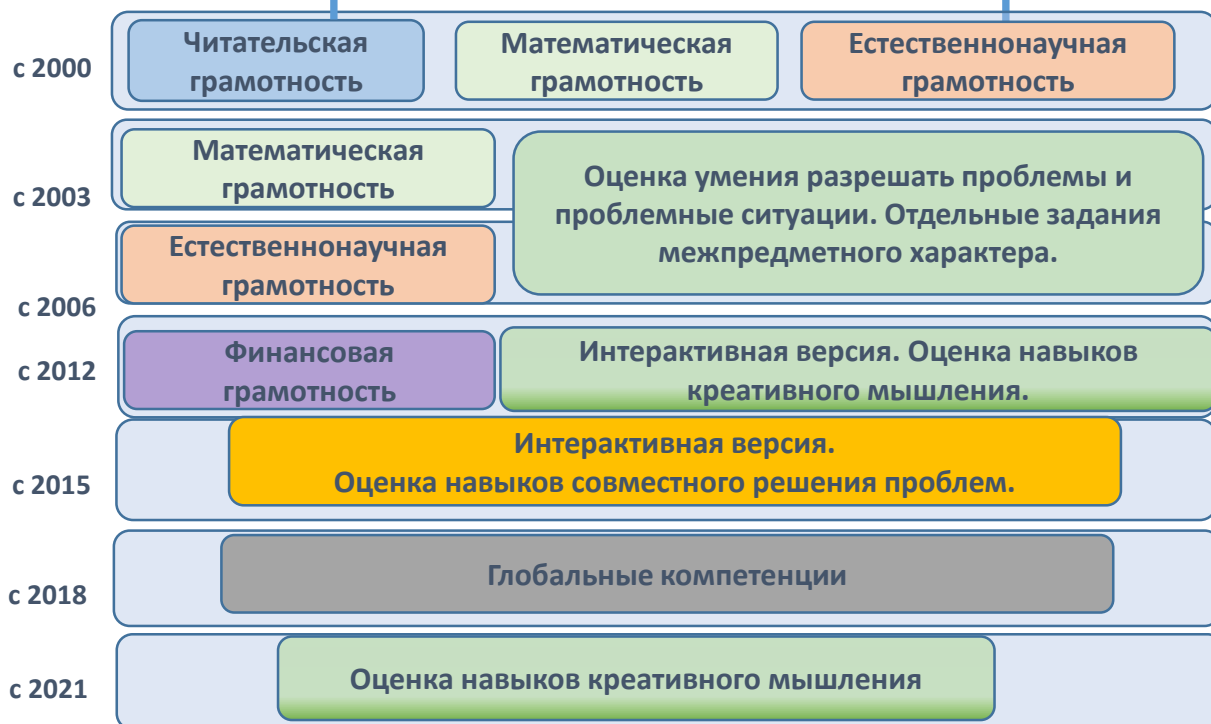 с 2000
Читательская
грамотность
Математическая
грамотность
Естественнонаучная
грамотность
с 2003
Математическая
грамотность
Оценка умения разрешать проблемы и
проблемные ситуации. Отдельные задания
межпредметного характера.
Естественнонаучная
грамотность
с 2006
с 2012
Финансовая
грамотность
Интерактивная версия. Оценка навыков
креативного мышления.
с 2015
Интерактивная версия.
Оценка навыков совместного решения проблем.
с 2018
Глобальные компетенции
с 2021
Оценка навыков креативного мышления